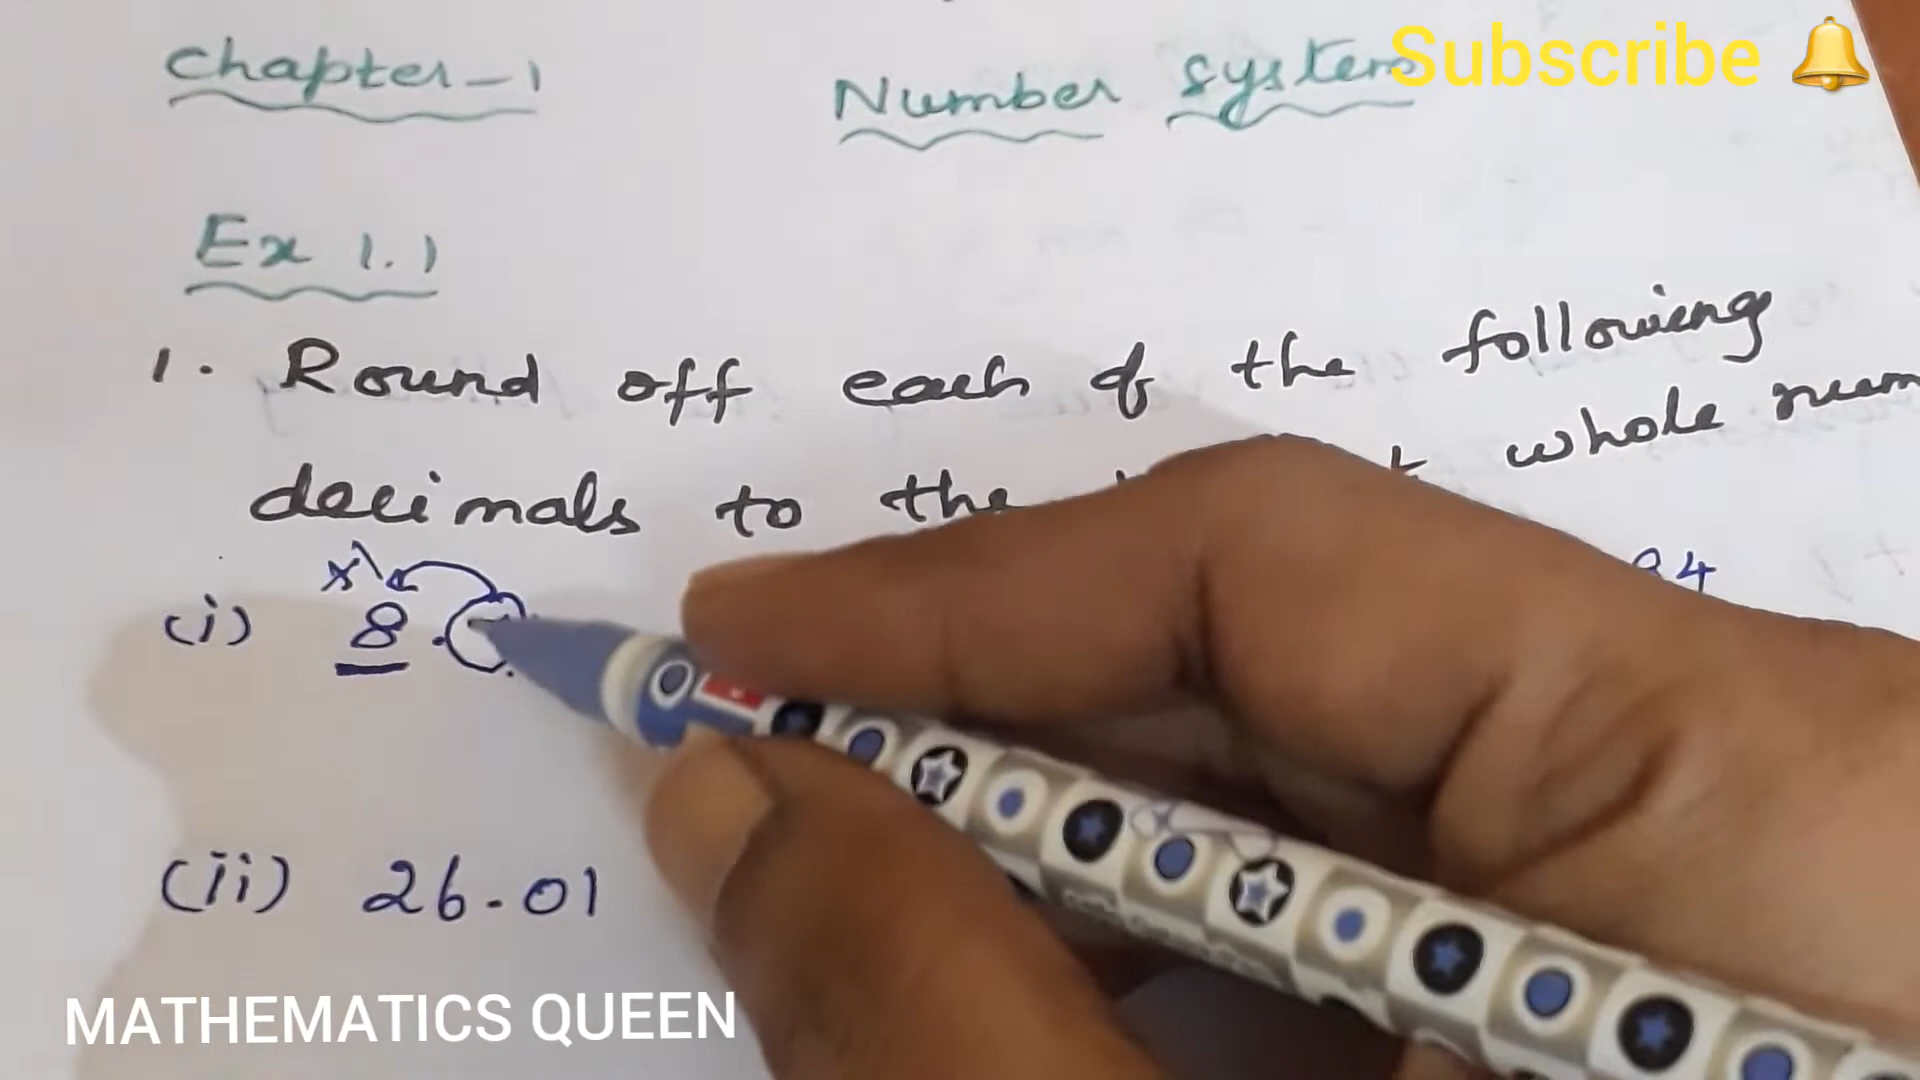 Subscribe
Chapter-1 Number System
Ex 1.1
1. Round off each of the following
decimals to the whole
(i) 8.
(ii) 26.01
MATHEMATICS QUEEN